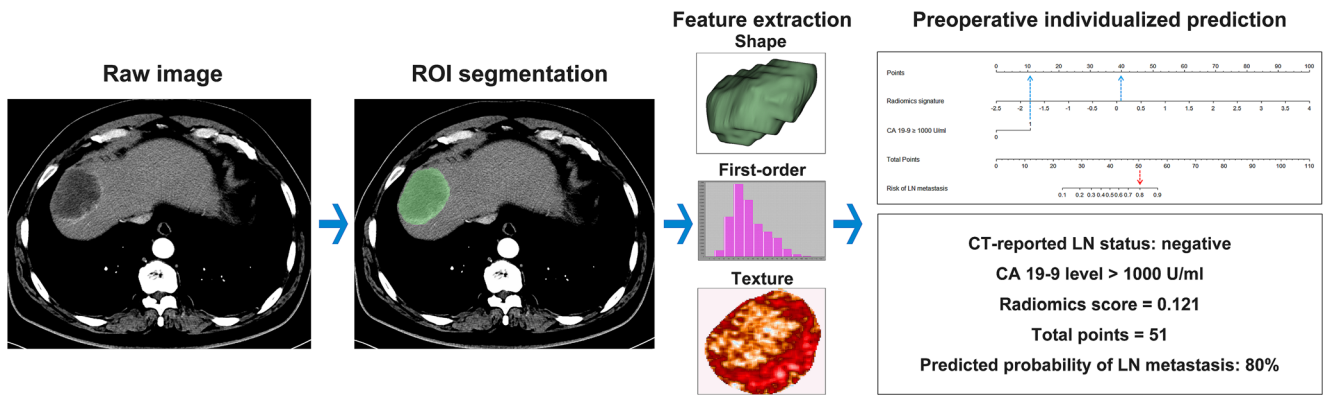 Raw image
ROI segmentation
Feature extraction
Shape
First-order
Texture
Preoperative individualized prediction
Points
0 10 20 30 40 50 60 70 80 90 100
Radiomics signature
-2.5 -2 -1.5 -1 -0.5 0 0.5 1 1.5 2 2.5 3 3.5 4
CA 19-9 ≥ 1000 U/ml
0
Total Points
0 10 20 30 40 50 60 70 80 90 100 110
Risk of LN metastasis
0.1 0.2 0.3 0.4 0.5 0.6 0.7 0.8 0.9
CT-reported LN status: negative
CA 19-9 level > 1000 U/ml
Radiomics score = 0.121
Total points = 51
Predicted probability of LN metastasis: 80%